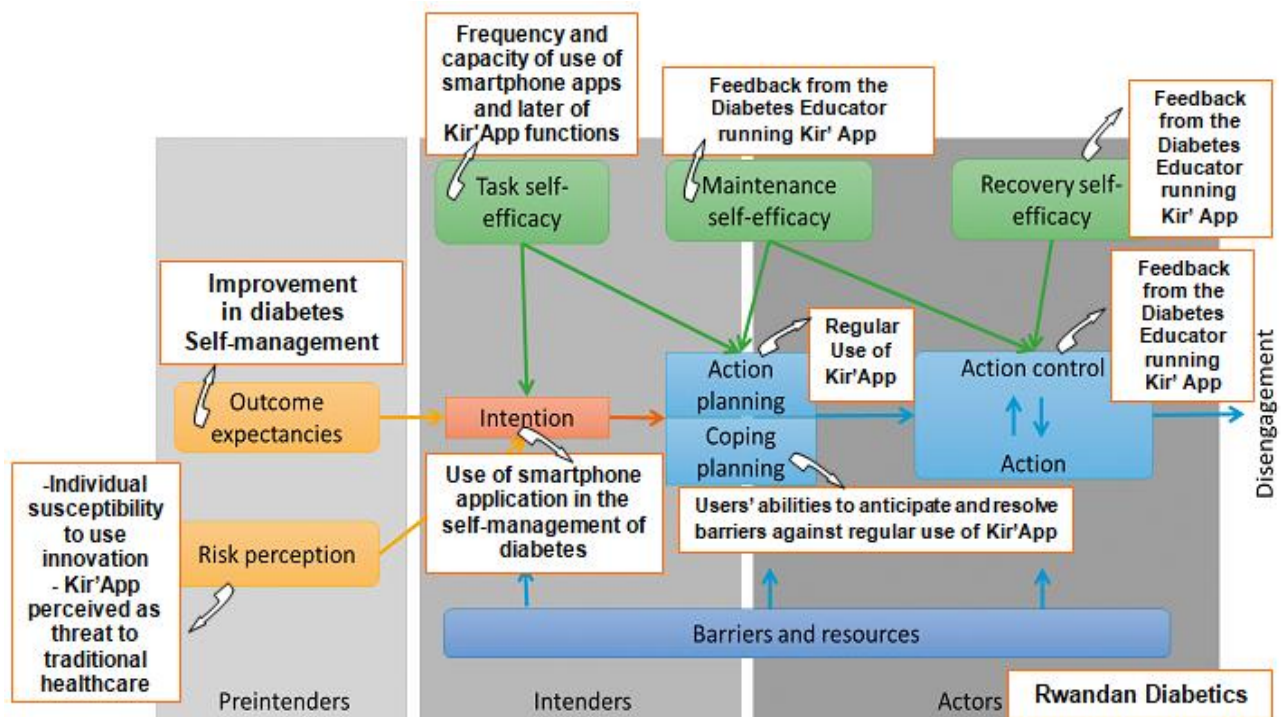 Frequency and
capacity of use of
smartphone apps
and later of
Kir'App functions
Feedback from the
Diabetes Educator
running Kir' App
Feedback
from the
Diabetes
Educator
running
Kir' App
Task self-
efficacy
Maintenance
self-efficacy
Recovery self-
efficacy
Improvement
in diabetes
Self-management
Regular
Use of
Kir'App
Feedback
from the
Diabetes
Educator
running
Kir' App
Outcome
expectancies
Intention
Action
planning
Coping
planning
Action control
Action
Disengagement
-Individual
susceptibility
to use
innovation
- Kir'App
perceived as
threat to
traditional
healthcare
Risk perception
Use of smartphone
application in the
self-management of
diabetes
Users' abilities to anticipate and resolve
barriers against regular use of Kir'App
Barriers and resources
Preintenders
Intenders
Actors
Rwandan Diabetics